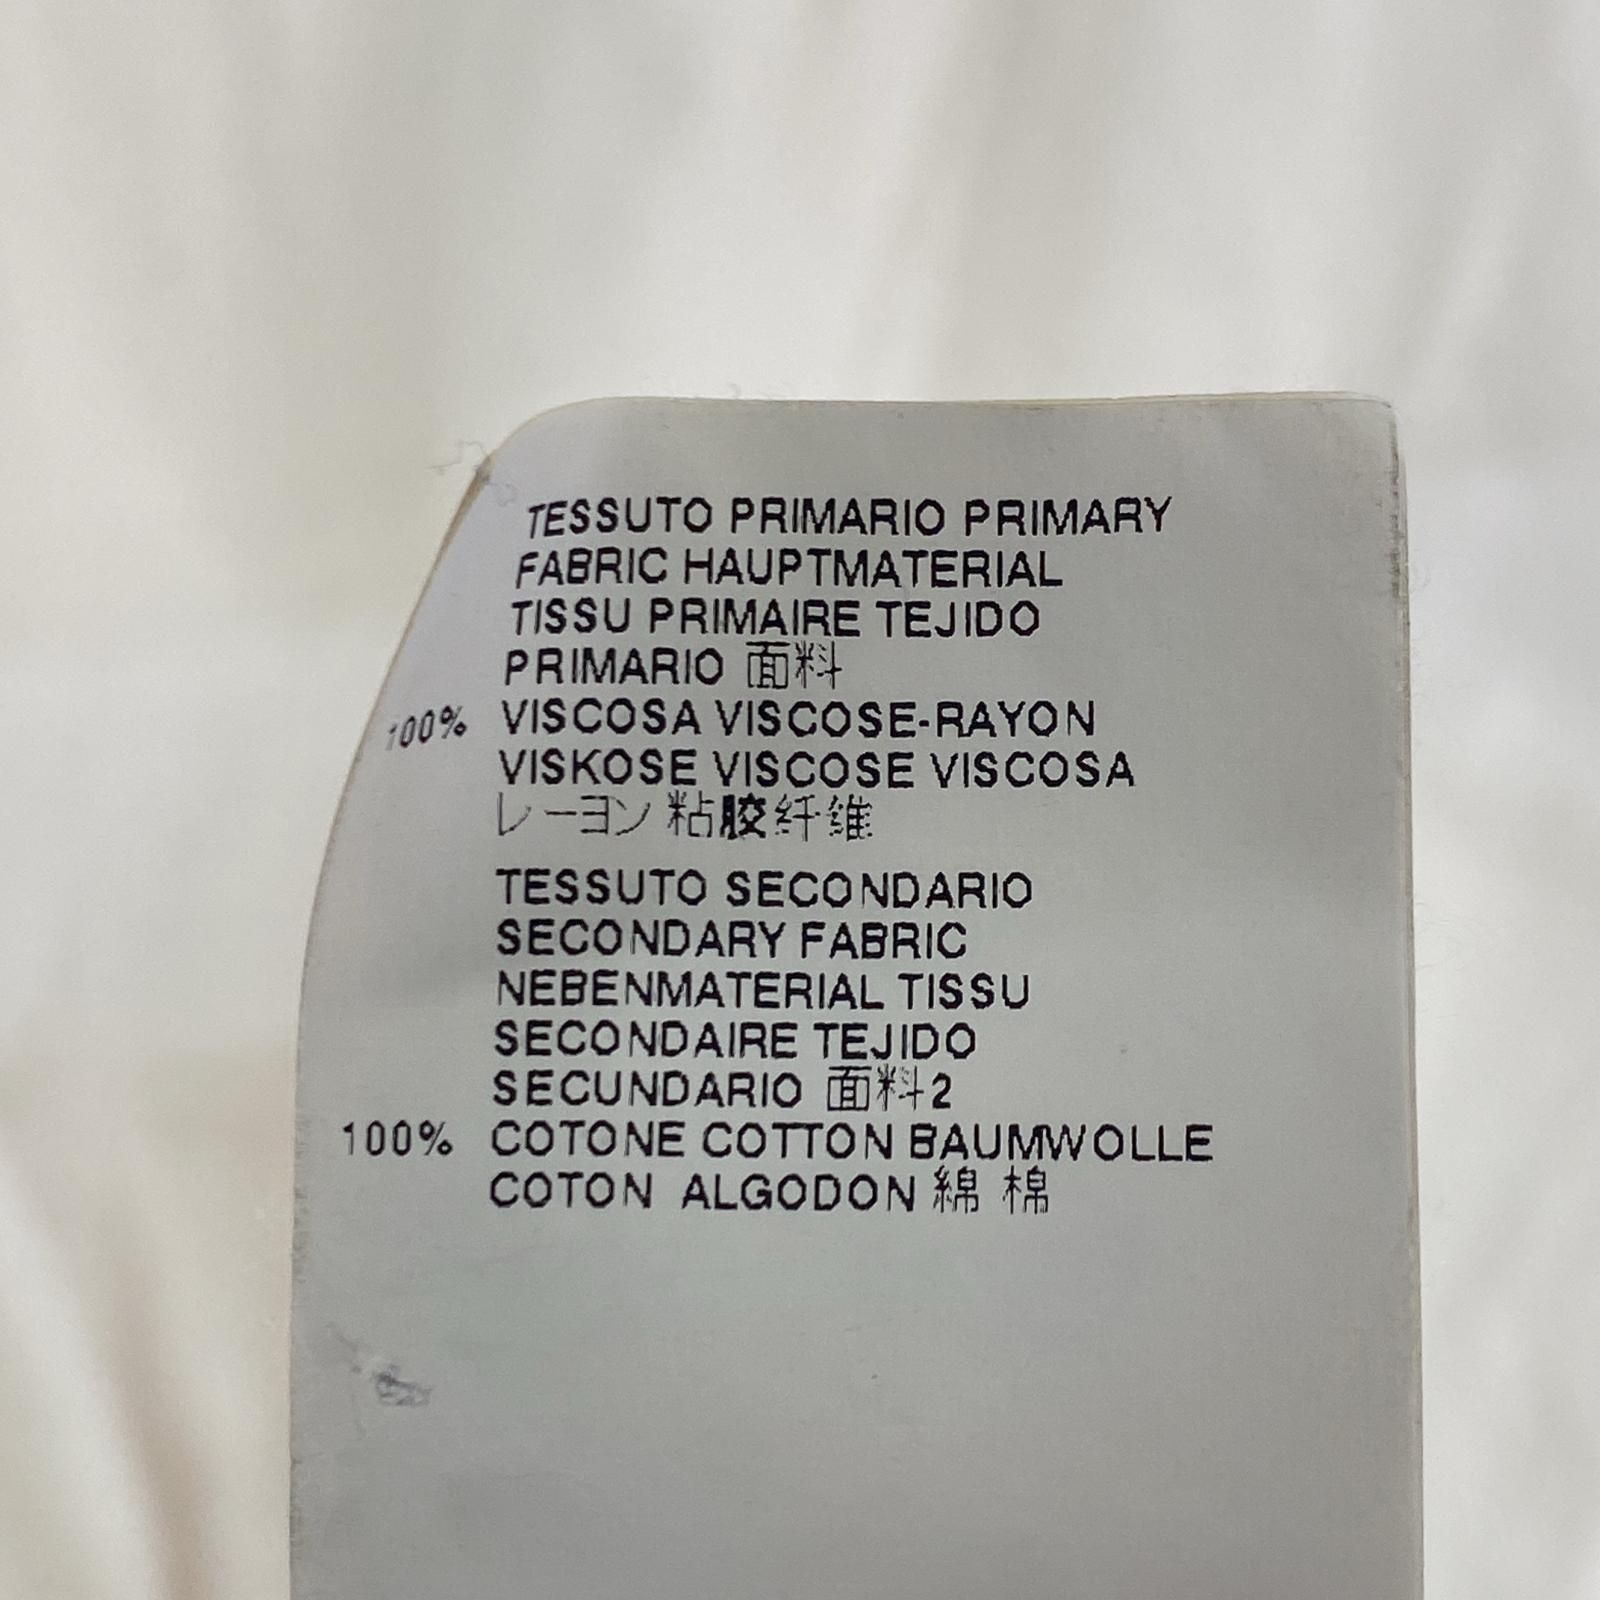 TESSUTO PRIMARIO PRIMARY
FABRIC HAUPTMATERIAL
TISSU PRIMAIRE TEJIDO
PRIMARIO 面料
100% VISCOSA VISCOSE-RAYON
VISKOSE VISCOSE VISCOSA
レーヨン 粘胶纤维
TESSUTO SECONDARIO
SECONDARY FABRIC
NEBENMATERIAL TISSU
SECONDAIRE TEJIDO
SECUNDARIO 面料2
100% COTONE COTTON BAUMWOLLE
COTON ALGODON 綿 棉